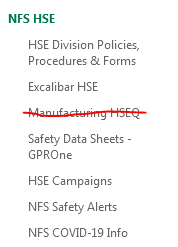 NFS HSE
HSE Division Policies,
Procedures & Forms
Excalibar HSE
Manufacturing HSEQ
Safety Data Sheets -
GPROne
HSE Campaigns
NFS Safety Alerts
NFS COVID-19 Info